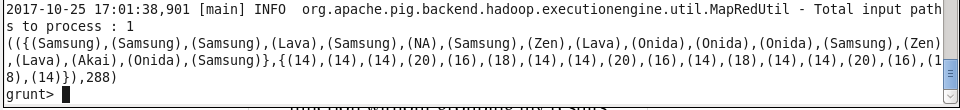 2017-10-25 17:01:38,901 [main] INFO  org.apache.pig.backend.hadoop.executionengine.util.MapRedUtil - Total input path
s to process : 1
(({(Samsung),(Samsung),(Samsung),(Lava),(Samsung),(NA),(Samsung),(Zen),(Lava),(Onida),(Onida),(Onida),(Samsung),(Zen)
,(Lava),(Akai),(Onida),(Samsung)},{(14),(14),(14),(20),(16),(18),(14),(14),(20),(16),(14),(18),(14),(14),(20),(16),(1
8),(14)}),288)
grunt>